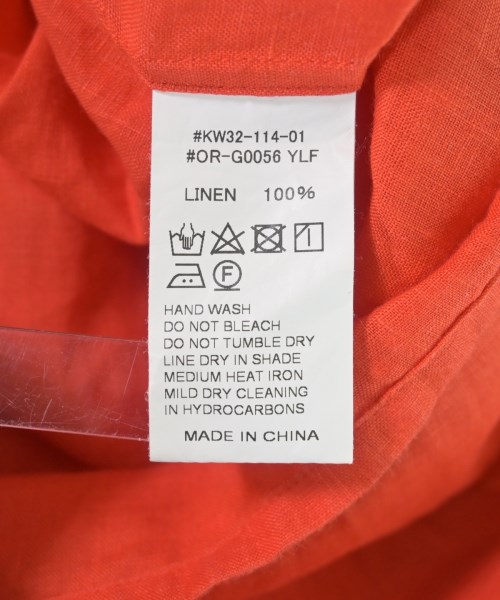 #KW32-114-01
#OR-G0056 YLF
LINEN 100%
F
HAND WASH
DO NOT BLEACH
DO NOT TUMBLE DRY
LINE DRY IN SHADE
MEDIUM HEAT IRON
MILD DRY CLEANING
IN HYDROCARBONS
MADE IN CHINA